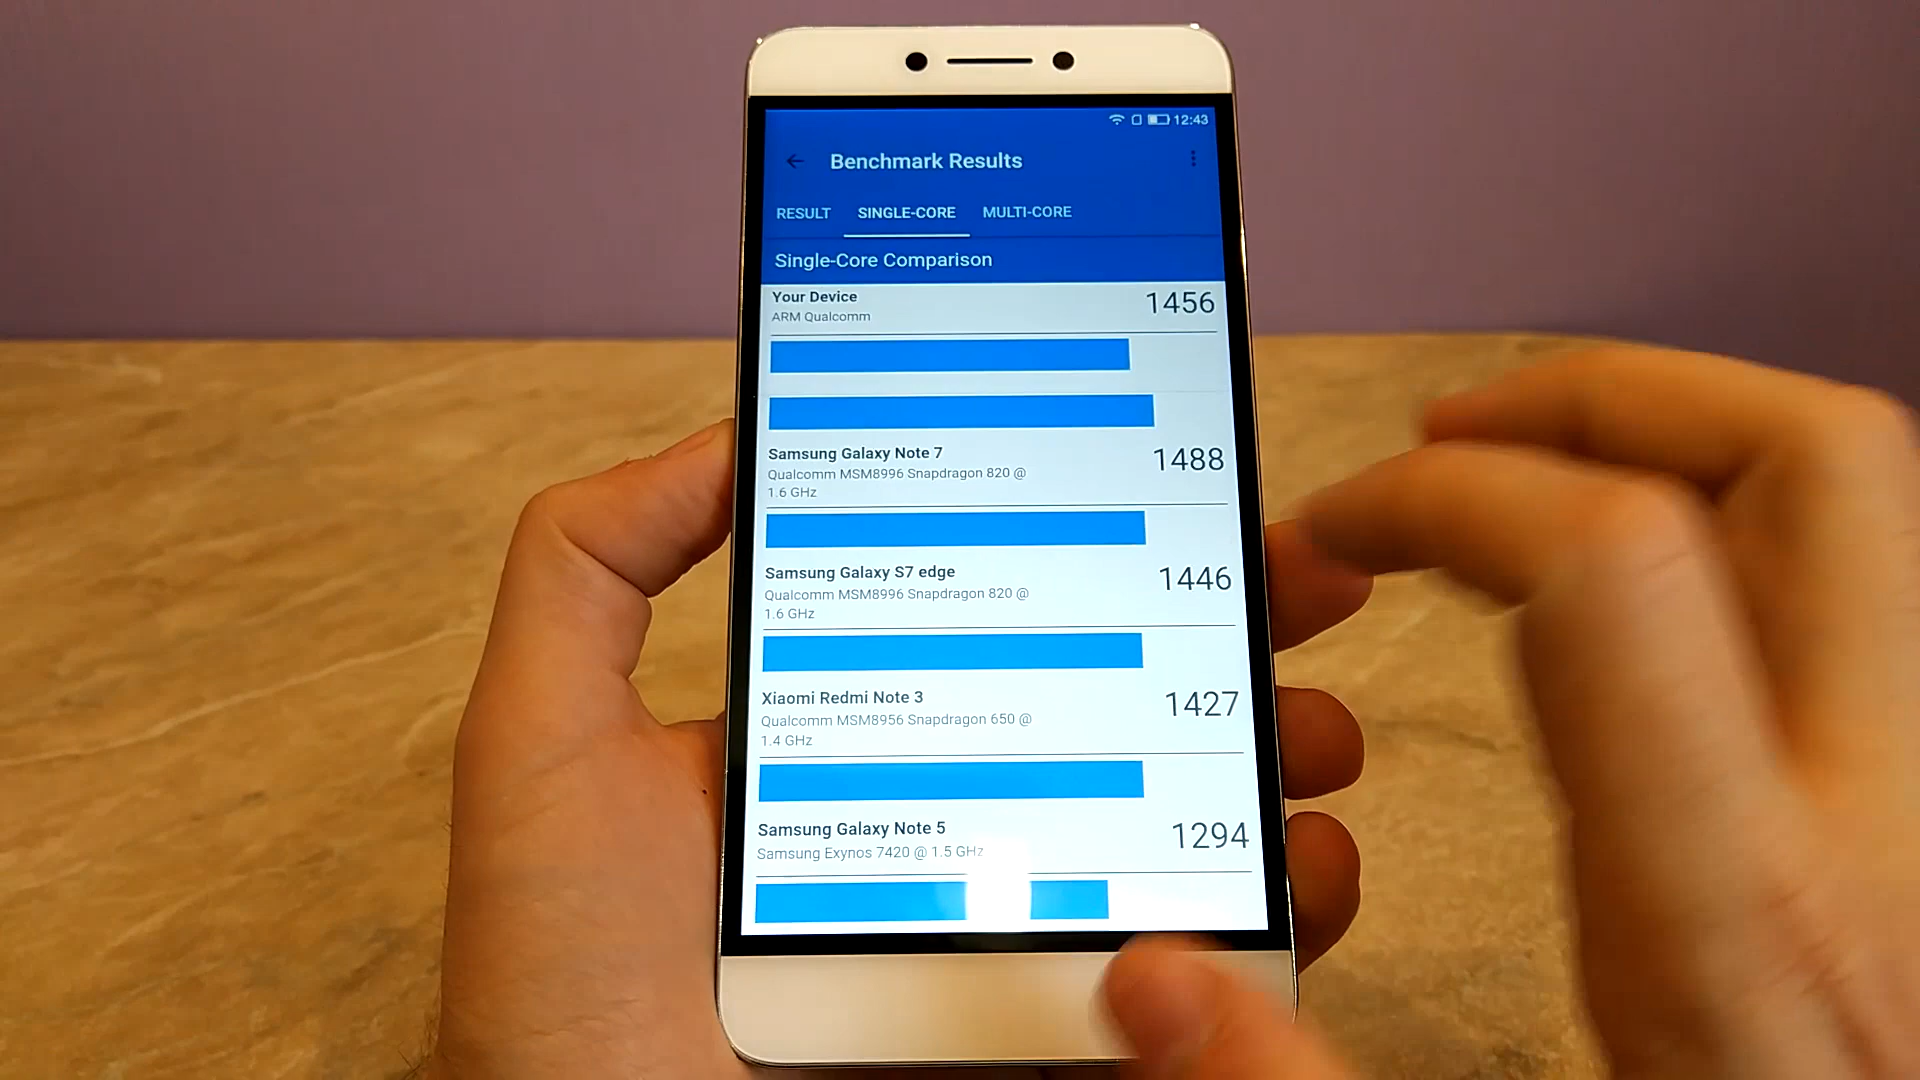 12:43
Benchmark Results
RESULT SINGLE-CORE MULTI-CORE
Single-Core Comparison
Your Device 1456
ARM Qualcomm
Samsung Galaxy Note 7 1488
Qualcomm MSM8996 Snapdragon 820 @
1.6 GHz
Samsung Galaxy S7 edge 1446
Qualcomm MSM8996 Snapdragon 820 @
1.6 GHz
Xiaomi Redmi Note 3 1427
Qualcomm MSM8956 Snapdragon 650 @
1.4 GHz
Samsung Galaxy Note 5 1294
Samsung Exynos 7420 @ 1.5 GHz